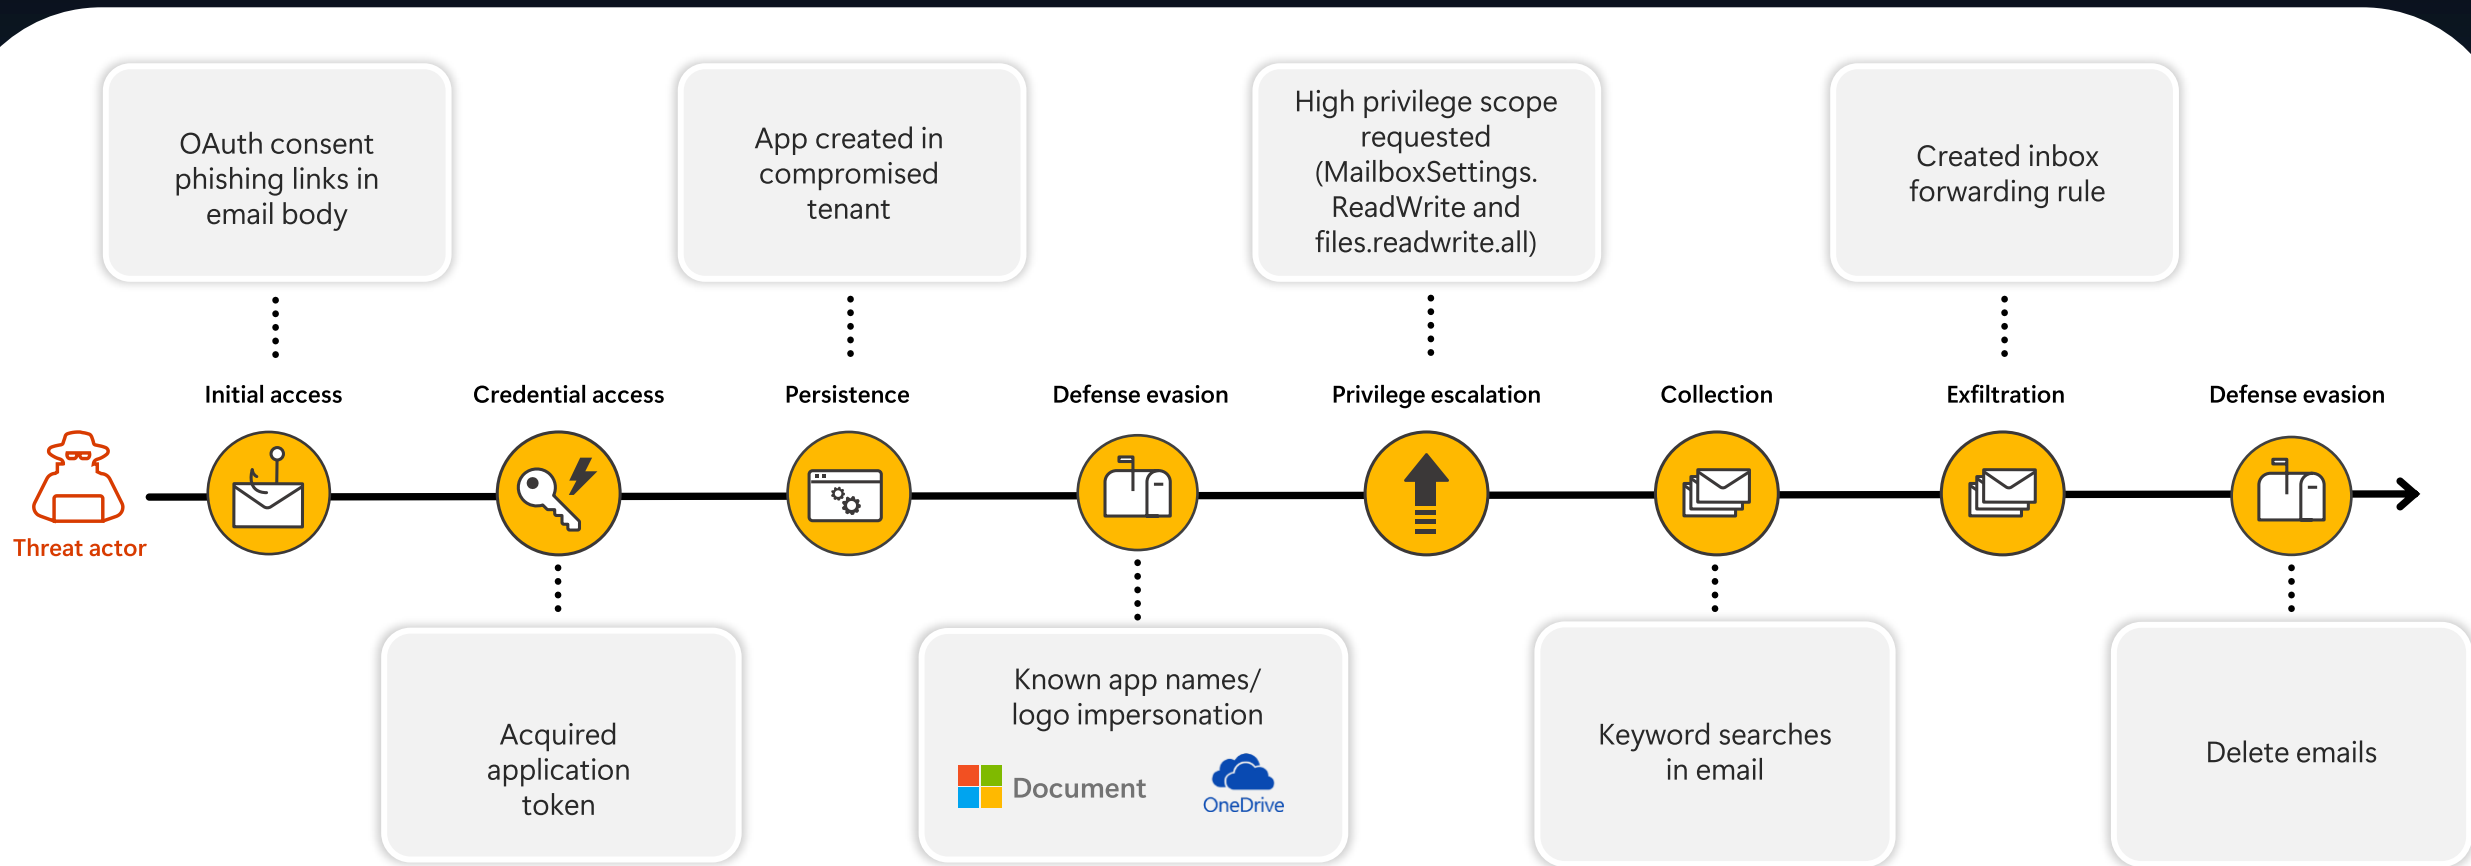 OAuth consent
phishing links in
email body
App created in
compromised
tenant
High privilege scope
requested
(MailboxSettings.
ReadWrite and
files.readwrite.all)
Created inbox
forwarding rule
Initial access
Credential access
Persistence
Defense evasion
Privilege escalation
Collection
Exfiltration
Defense evasion
Threat actor
Acquired
application
token
Known app names/
logo impersonation
Document
OneDrive
Keyword searches
in email
Delete emails